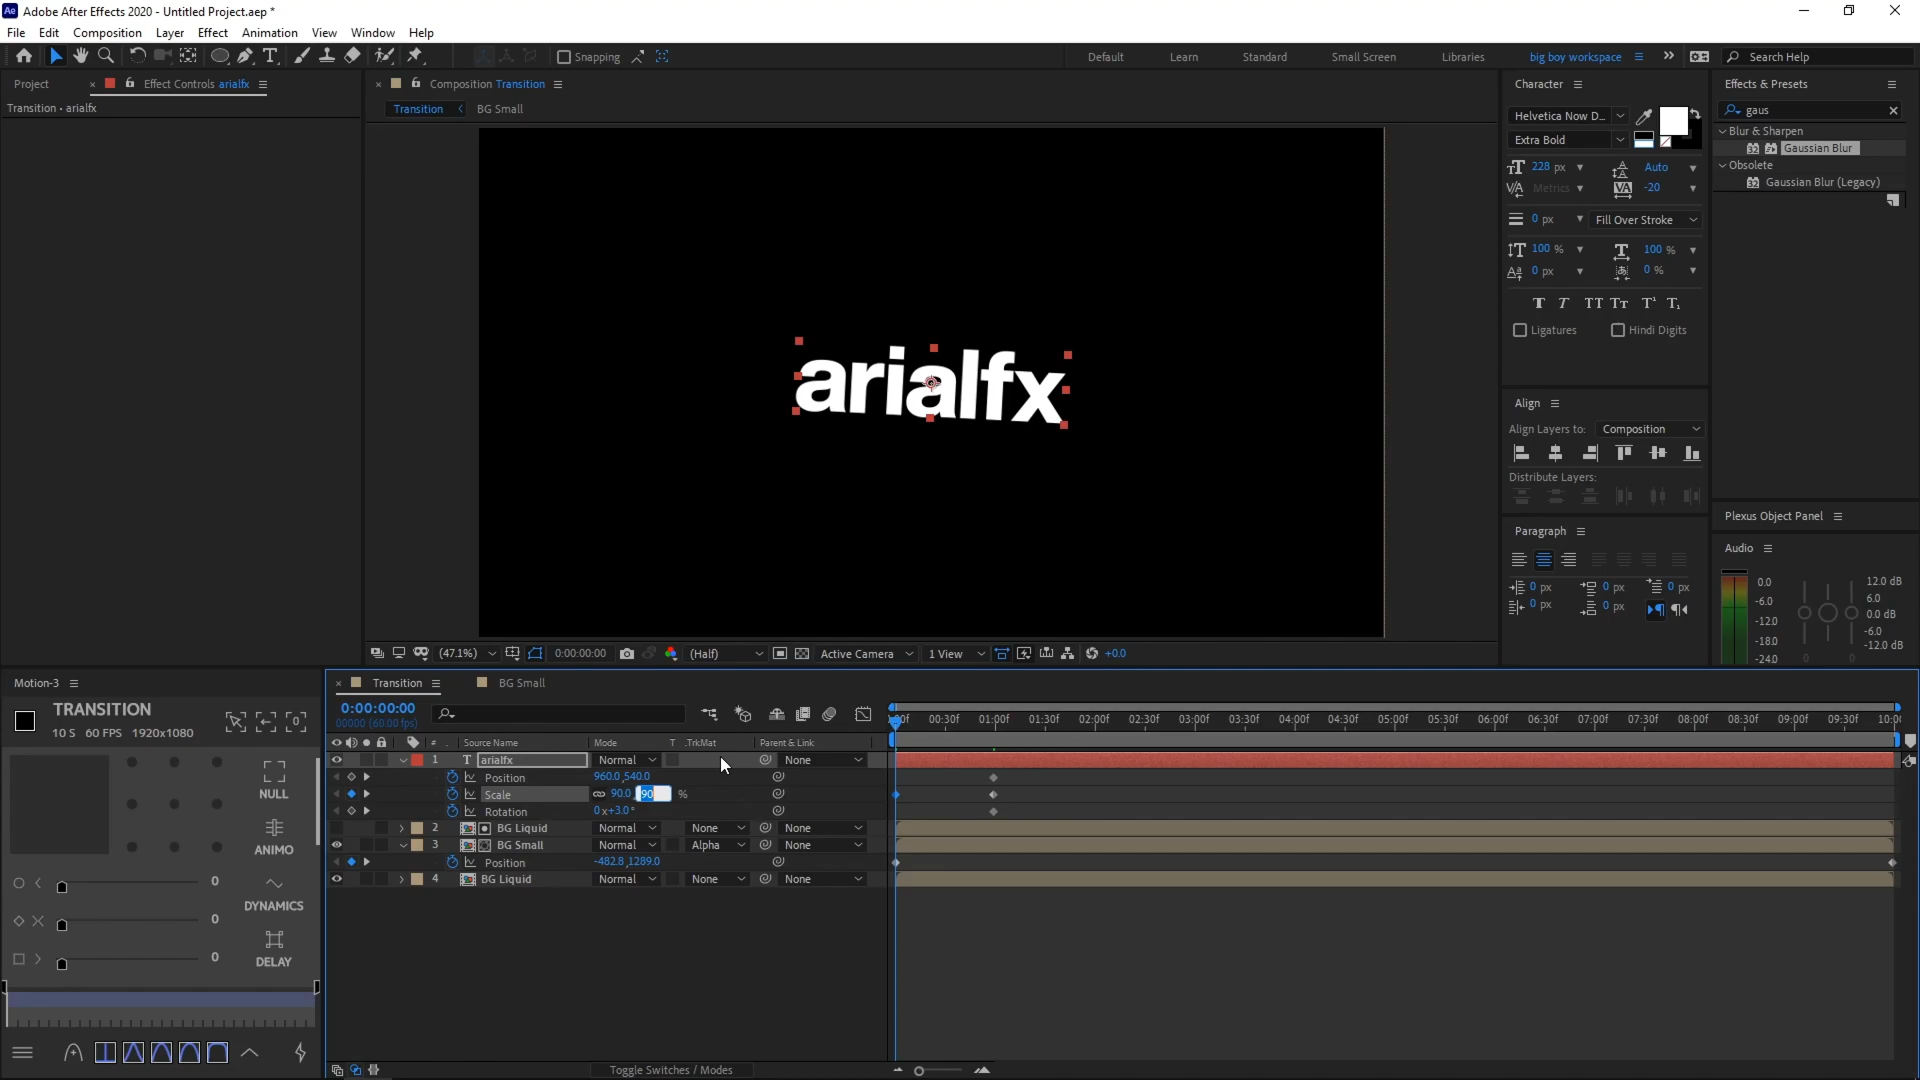 Adobe After Effects 2020 - Untitled Project.aep *
File Edit Composition Layer Effect Animation View Window Help
Snapping
Default Learn Standard Small Screen Libraries big boy workspace
Search Help
Project Effect Controls arialfx
Transition • arialfx
Composition Transition
Transition BG Small
arialfx
(47.1%) 0:00:00:00 (Half) Active Camera 1 View +0.0
Character
Helvetica Now D...
Extra Bold
228 px Auto
Metrics -20
0 px Fill Over Stroke
100 % 100 %
0 px 0 %
Ligatures Hindi Digits
Align
Align Layers to: Composition
Distribute Layers:
Paragraph
0 px 0 px 0 px
0 px 0 px
Effects & Presets
gaus
Blur & Sharpen
Gaussian Blur
Obsolete
Gaussian Blur (Legacy)
Plexus Object Panel
Audio
0.0 12.0 dB
-6.0 6.0
-12.0 0.0 dB
-18.0 -6.0
-24.0 -12.0 dB
0 0
Motion-3
TRANSITION
10 S 60 FPS 1920x1080
NULL
ANIMO
0
DYNAMICS
0
DELAY
0
Transition BG Small
0:00:00:00
00000 (60.00 fps)
00:30f 01:00f 01:30f 02:00f 02:30f 03:00f 03:30f 04:00f 04:30f 05:00f 05:30f 06:00f 06:30f 07:00f 07:30f 08:00f 08:30f 09:00f 09:30f
# Source Name Mode T .TrkMat Parent & Link
1 T arialfx Normal None
Position 960.0,540.0
Scale 90.0, 90 %
Rotation 0x+3.0°
2 BG Liquid Normal None None
3 BG Small Normal Alpha None
Position -482.8,1289.0
4 BG Liquid Normal None None
Toggle Switches / Modes